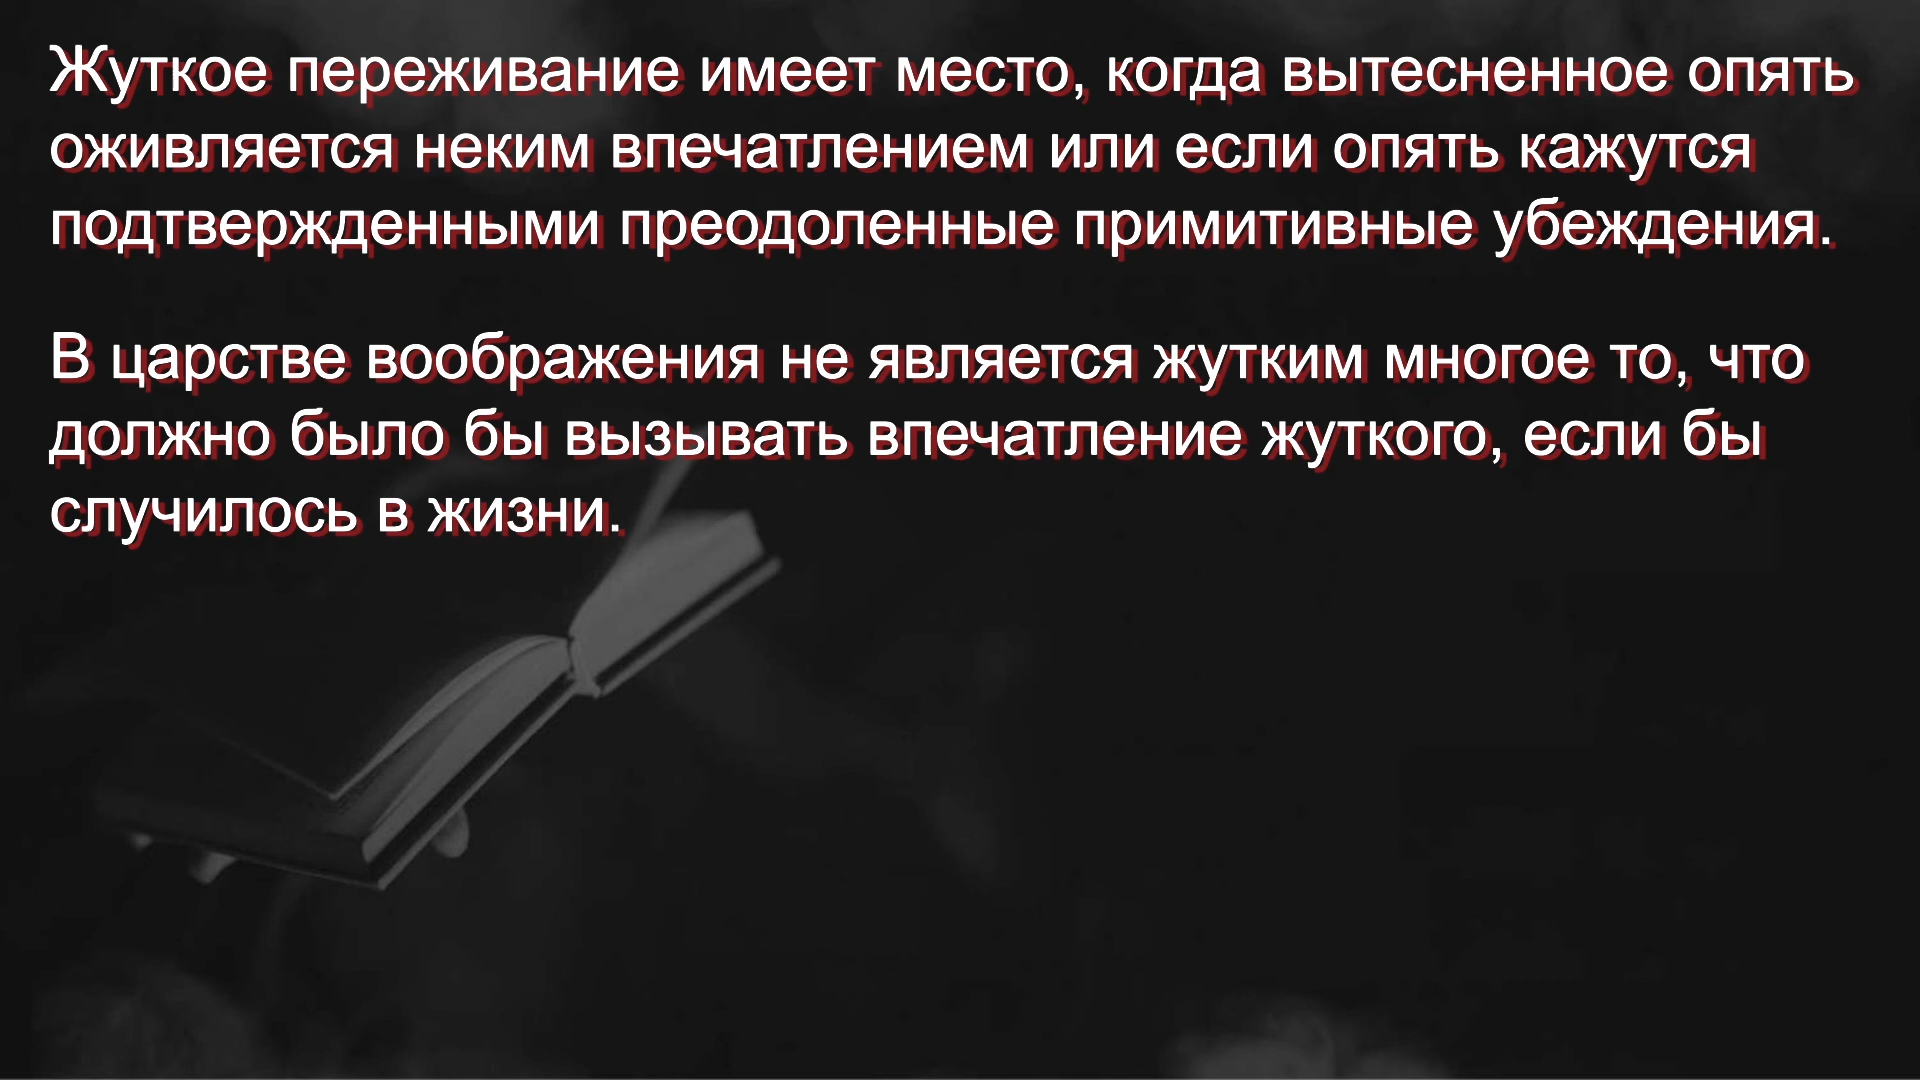 Жуткое переживание имеет место, когда вытесненное опять
оживляется неким впечатлением или если опять кажутся
подтвержденными преодоленные примитивные убеждения.
В царстве воображения не является жутким многое то, что
должно было бы вызывать впечатление жуткого, если бы
случилось в жизни.